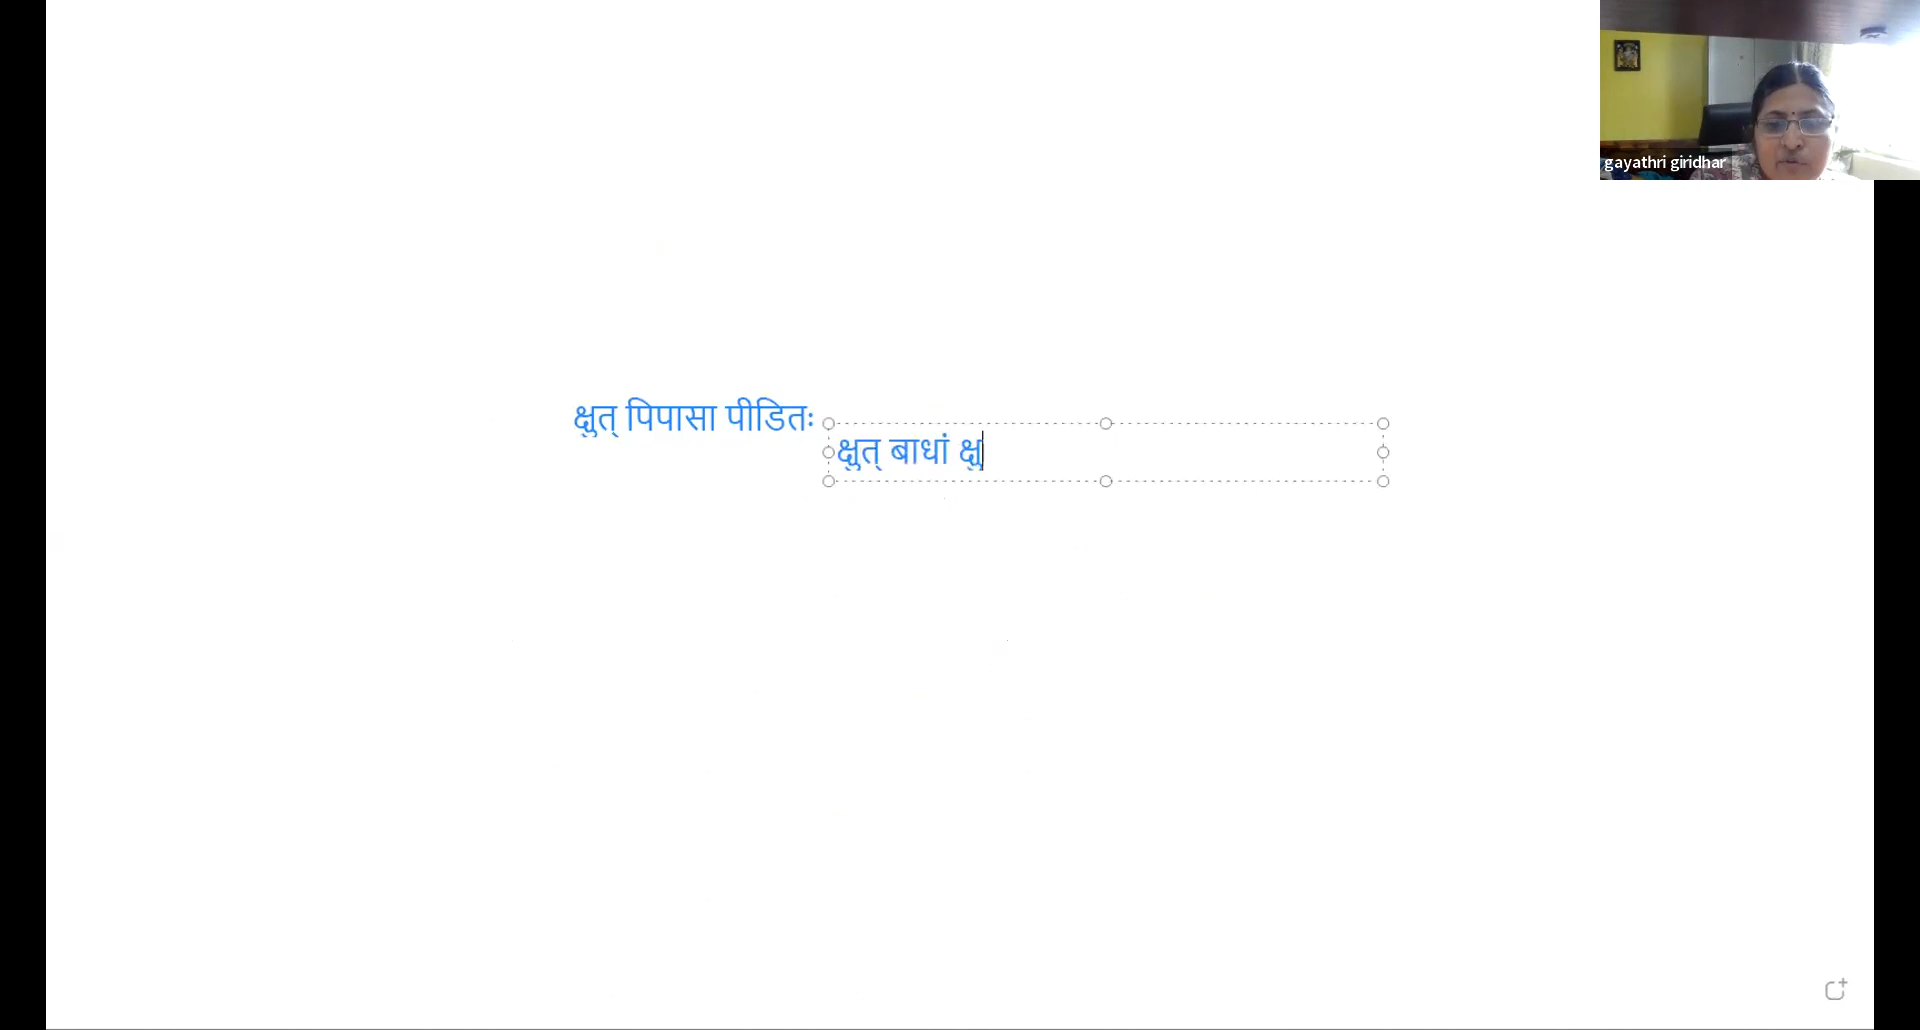 gayathri giridhar
क्षुत् पिपासा पीडितः
क्षुत् बाधां क्षु